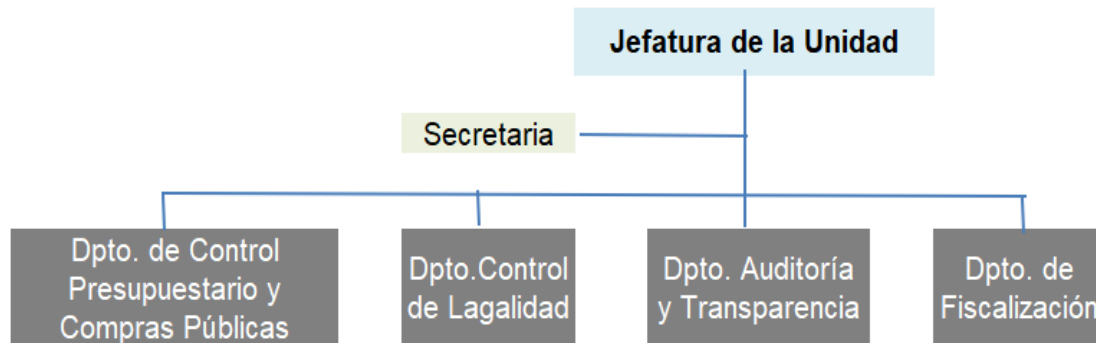 Jefatura de la Unidad
Secretaria
Dpto. de Control
Presupuestario y
Compras Públicas
Dpto.Control
de Lagalidad
Dpto. Auditoría
y Transparencia
Dpto. de
Fiscalización